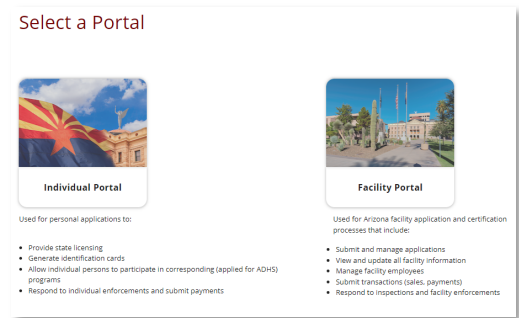 Select a Portal
Individual Portal
Used for personal applications to:
• Provide state licensing
• Generate identification cards
• Allow individual persons to participate in corresponding (applied for ADHS)
programs
• Respond to individual enforcements and submit payments
Facility Portal
Used for Arizona facility application and certification
processes that include:
• Submit and manage applications
• View and update all facility information
• Manage facility employees
• Submit transactions (sales, payments)
• Respond to inspections and facility enforcements